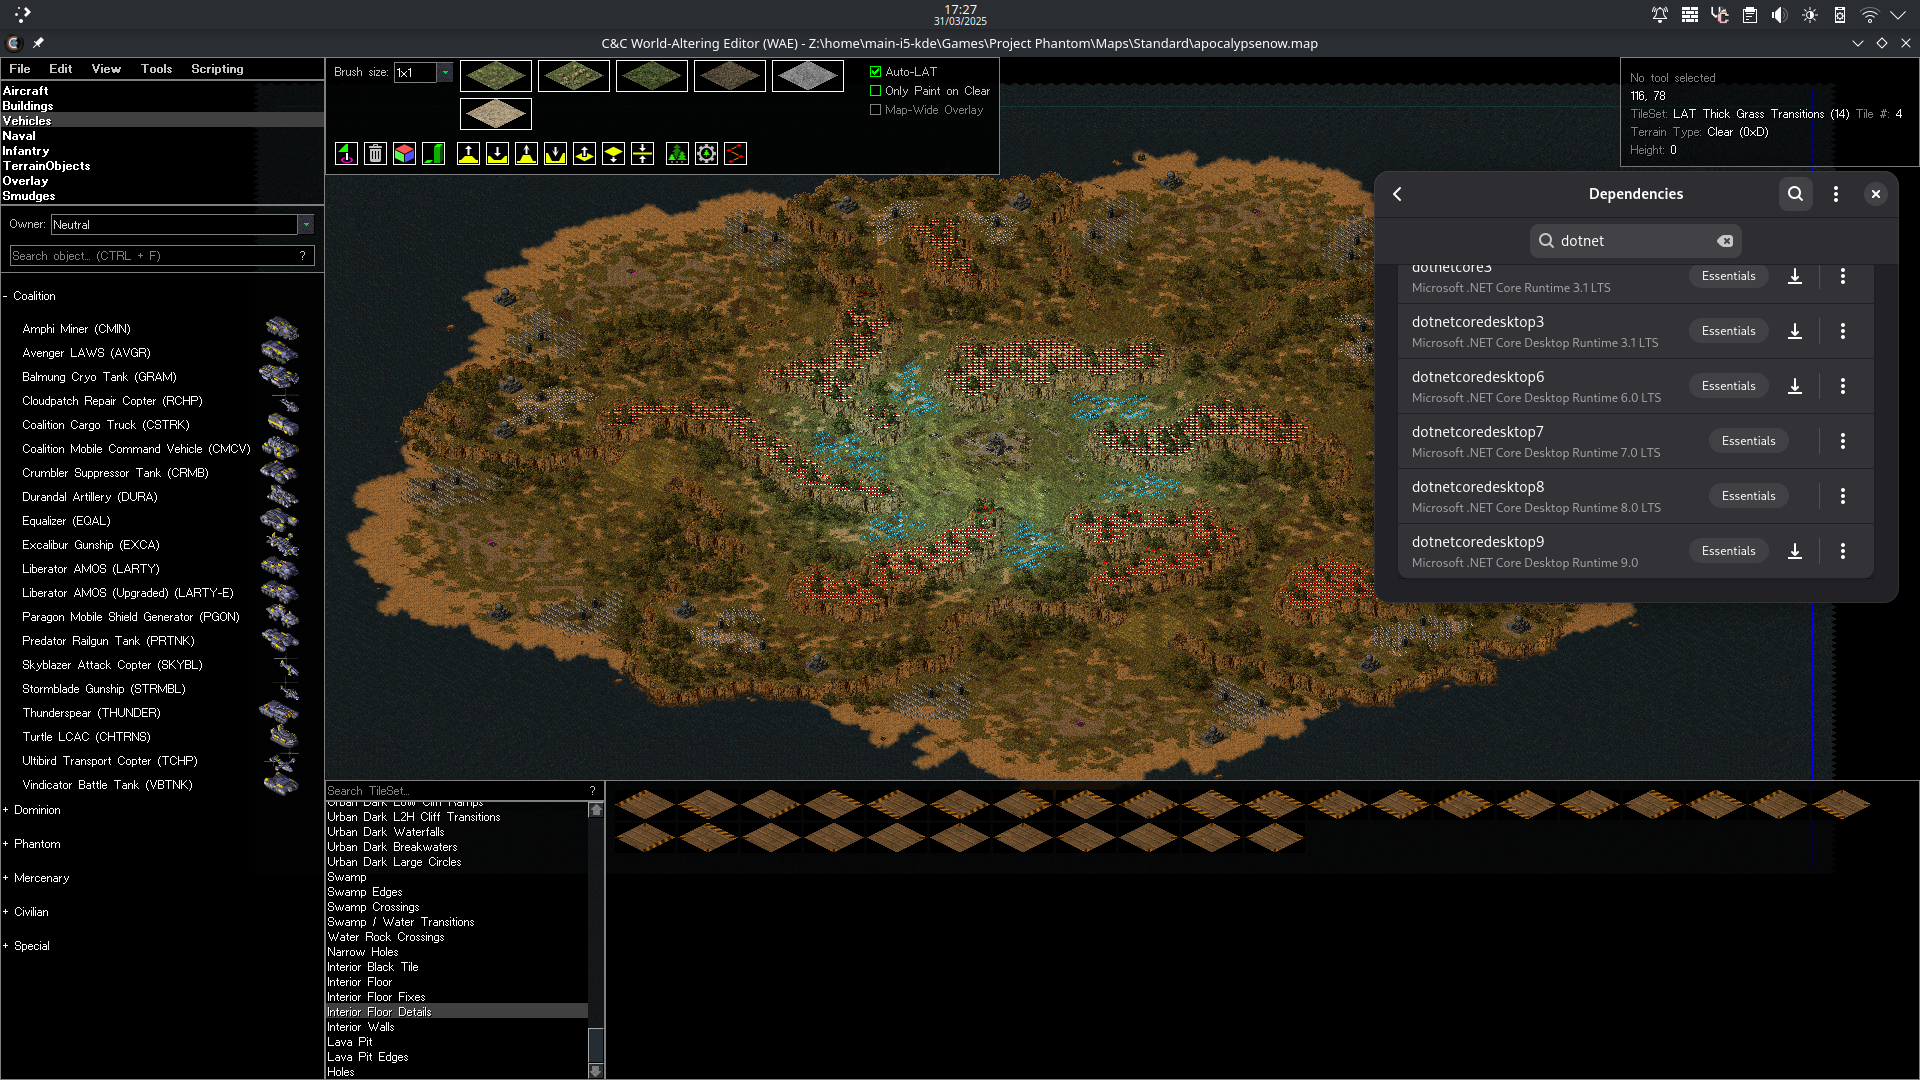 17:27
31/03/2025
C&C World-Altering Editor (WAE) - Z:\home\main-i5-kde\Games\Project Phantom\Maps\Standard\apocalypsenow.map
File Edit View Tools Scripting
Aircraft
Buildings
Vehicles
Naval
Infantry
TerrainObjects
Overlay
Smudges
Owner: Neutral
Search object... (CTRL + F) ?
- Coalition
Amphi Miner (CMIN)
Avenger LAWS (AVGR)
Balmung Cryo Tank (GRAM)
Cloudpatch Repair Copter (RCHP)
Coalition Cargo Truck (CSTRK)
Coalition Mobile Command Vehicle (CMCV)
Crumbler Suppressor Tank (CRMB)
Durandal Artillery (DURA)
Equalizer (EQAL)
Excalibur Gunship (EXCA)
Liberator AMOS (LARTY)
Liberator AMOS (Upgraded) (LARTY-E)
Paragon Mobile Shield Generator (PGON)
Predator Railgun Tank (PRTNK)
Skyblazer Attack Copter (SKYBL)
Stormblade Gunship (STRMBL)
Thunderspear (THUNDER)
Turtle LCAC (CHTRNS)
Ultibird Transport Copter (TCHP)
Vindicator Battle Tank (VBTNK)
+ Dominion
+ Phantom
+ Mercenary
+ Civilian
+ Special
Brush size: 1x1
Auto-LAT
Only Paint on Clear
Map-Wide Overlay
No tool selected
116, 78
TileSet: LAT Thick Grass Transitions (14) Tile #: 4
Terrain Type: Clear (0xD)
Height: 0
Dependencies
dotnet
dotnetcore3
Microsoft .NET Core Runtime 3.1 LTS
Essentials
dotnetcoredesktop3
Microsoft .NET Core Desktop Runtime 3.1 LTS
Essentials
dotnetcoredesktop6
Microsoft .NET Core Desktop Runtime 6.0 LTS
Essentials
dotnetcoredesktop7
Microsoft .NET Core Desktop Runtime 7.0 LTS
Essentials
dotnetcoredesktop8
Microsoft .NET Core Desktop Runtime 8.0 LTS
Essentials
dotnetcoredesktop9
Microsoft .NET Core Desktop Runtime 9.0
Essentials
Search TileSet... ?
Urban Dark Low Cliff Ramps
Urban Dark L2H Cliff Transitions
Urban Dark Waterfalls
Urban Dark Breakwaters
Urban Dark Large Circles
Swamp
Swamp Edges
Swamp Crossings
Swamp / Water Transitions
Water Rock Crossings
Narrow Holes
Interior Black Tile
Interior Floor
Interior Floor Fixes
Interior Floor Details
Interior Walls
Lava Pit
Lava Pit Edges
Holes